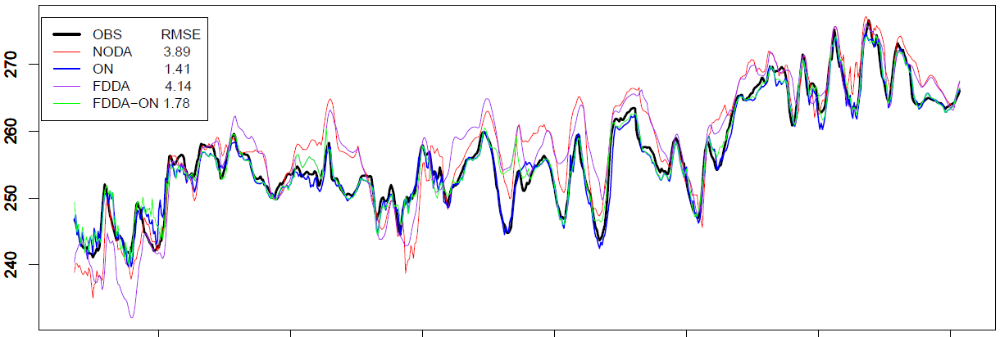 OBS RMSE
NODA 3.89
ON 1.41
FDDA 4.14
FDDA-ON 1.78
270
260
250
240